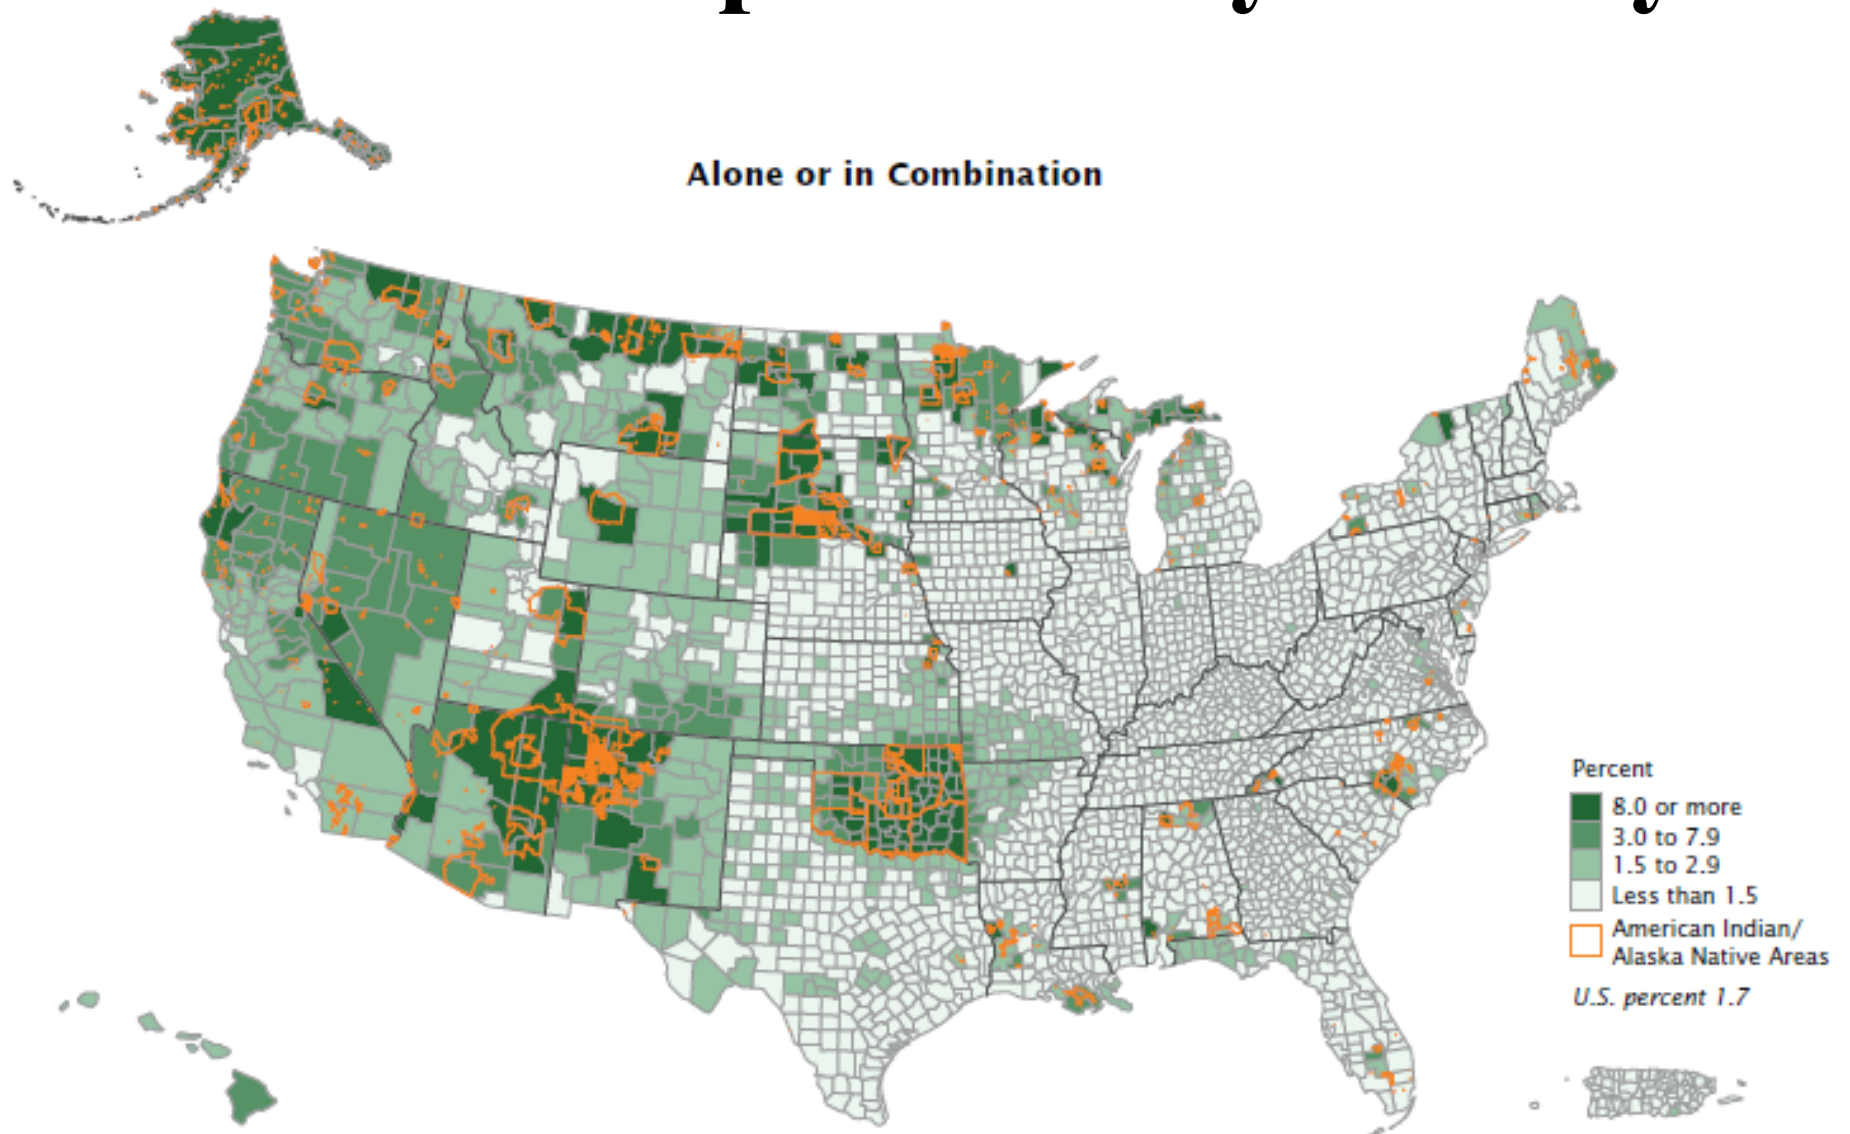 Alone or in Combination
Percent
8.0 or more
3.0 to 7.9
1.5 to 2.9
Less than 1.5
American Indian/
Alaska Native Areas
U.S. percent 1.7